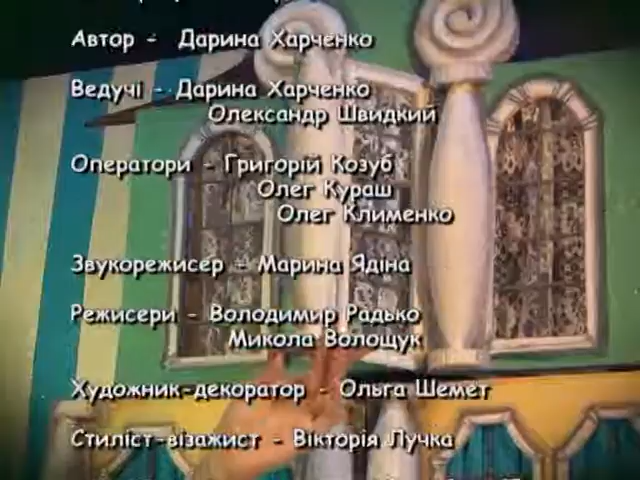 Автор - Дарина Харченко
Ведучі - Дарина Харченко
Олександр Швидкий
Оператори - Григорій Козуб
Олег Кураш
Олег Клименко
Звукорежисер - Марина Ядіна
Режисери - Володимир Радько
Микола Волощук
Художник-декоратор - Ольга Шемет
Стиліст-візажист - Вікторія Лучка